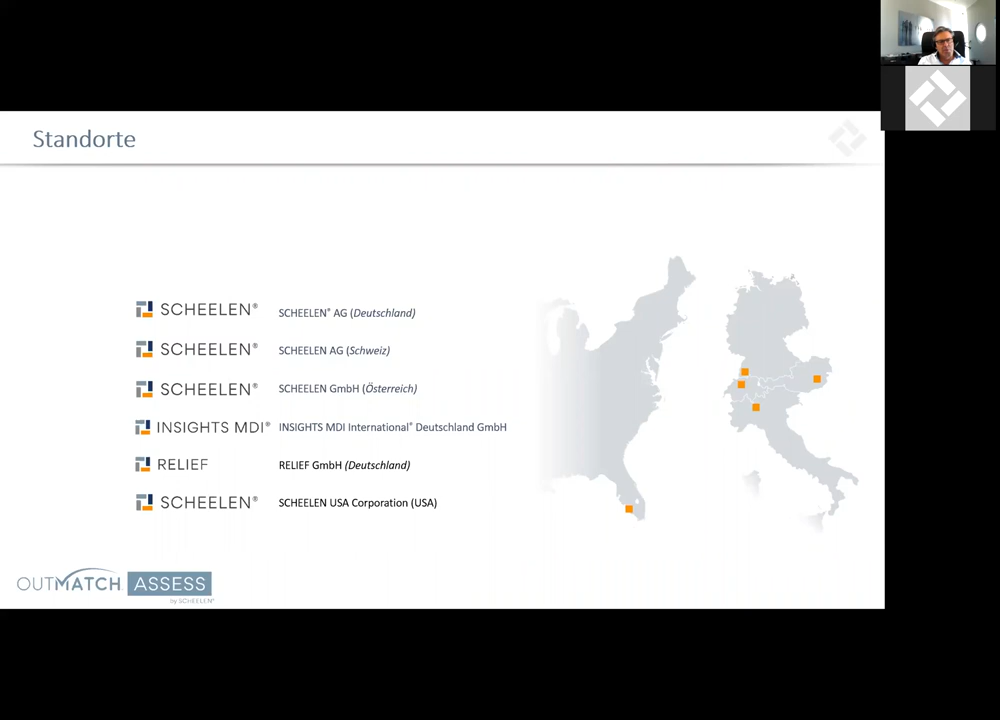 Standorte
SCHEELEN® SCHEELEN® AG (Deutschland)
SCHEELEN® SCHEELEN AG (Schweiz)
SCHEELEN® SCHEELEN GmbH (Österreich)
INSIGHTS MDI® INSIGHTS MDI International® Deutschland GmbH
RELIEF RELIEF GmbH (Deutschland)
SCHEELEN® SCHEELEN USA Corporation (USA)
OUTMATCH ASSESS
by SCHEELEN®